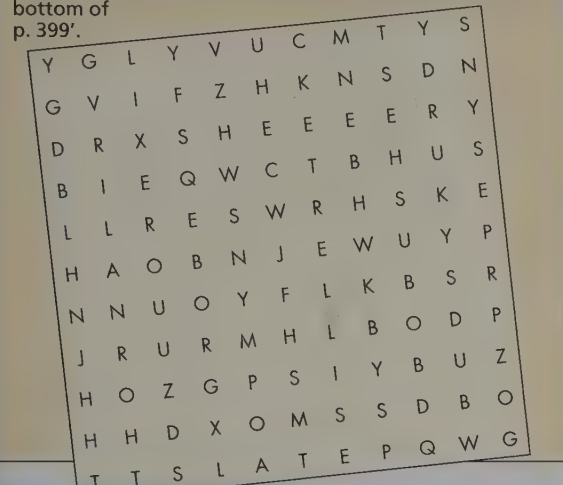 bottom of
p. 399'.
Y G L Y V U C M T Y S
G V I F Z H K N S D N
D R X S H E E E E R Y
B I E Q W C T B H U S
L L R E S W R H S K E
H A O B N J E W U Y P
N N U O Y F L K B S R
J R U R M H L B O D P
H O Z G P S I Y B U Z
H H D X O M S S D B O
T T S L A T E P Q W G